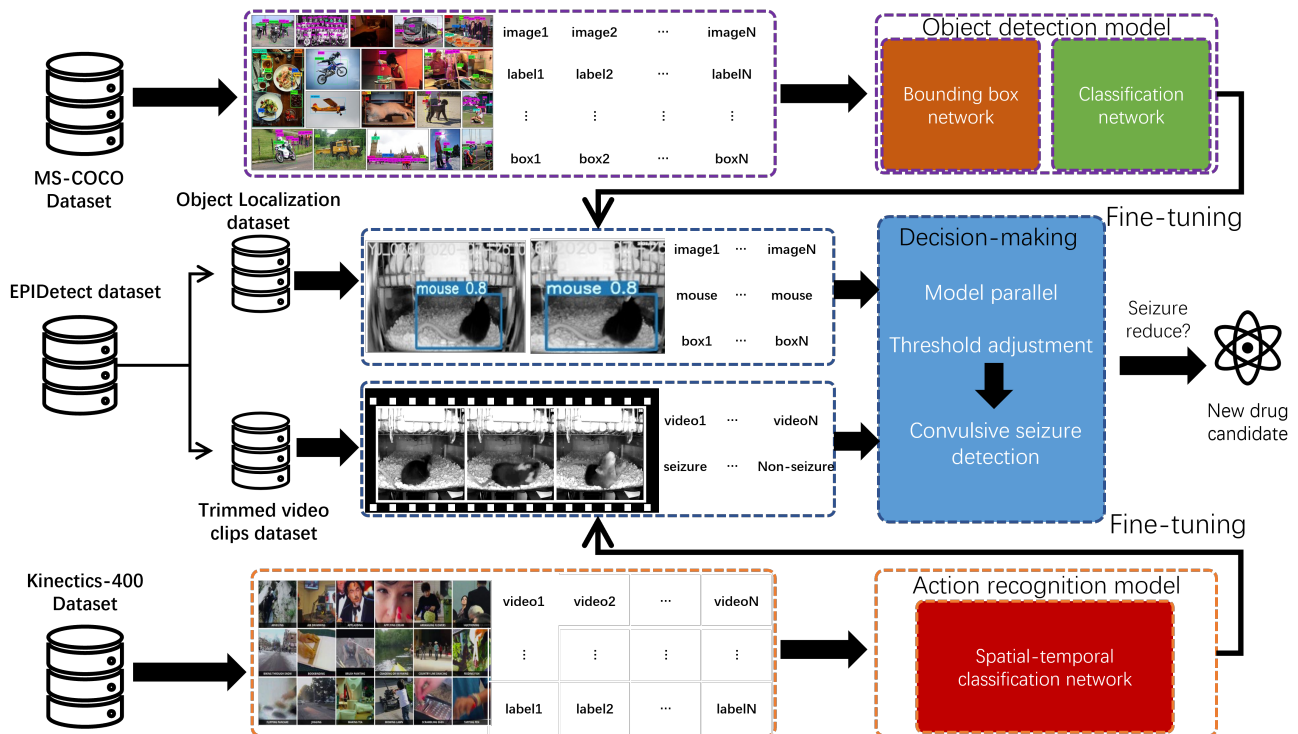 MS-COCO
Dataset
image1 image2 ... imageN
label1 label2 ... labelN
⋮ ⋮ ⋮ ⋮
box1 box2 ... boxN
Object detection model
Bounding box
network
Classification
network
Fine-tuning
EPIDetect dataset
Object Localization
dataset
mouse 0.8
mouse 0.8
image1 ... imageN
mouse ... mouse
box1 ... boxN
Trimmed video
clips dataset
video1 ... videoN
seizure ... Non-seizure
Decision-making
Model parallel
Threshold adjustment
Convulsive seizure
detection
Seizure
reduce?
New drug
candidate
Fine-tuning
Kinectics-400
Dataset
video1 video2 ... videoN
⋮ ⋮ ⋮ ⋮
label1 label2 ... labelN
Action recognition model
Spatial-temporal
classification network